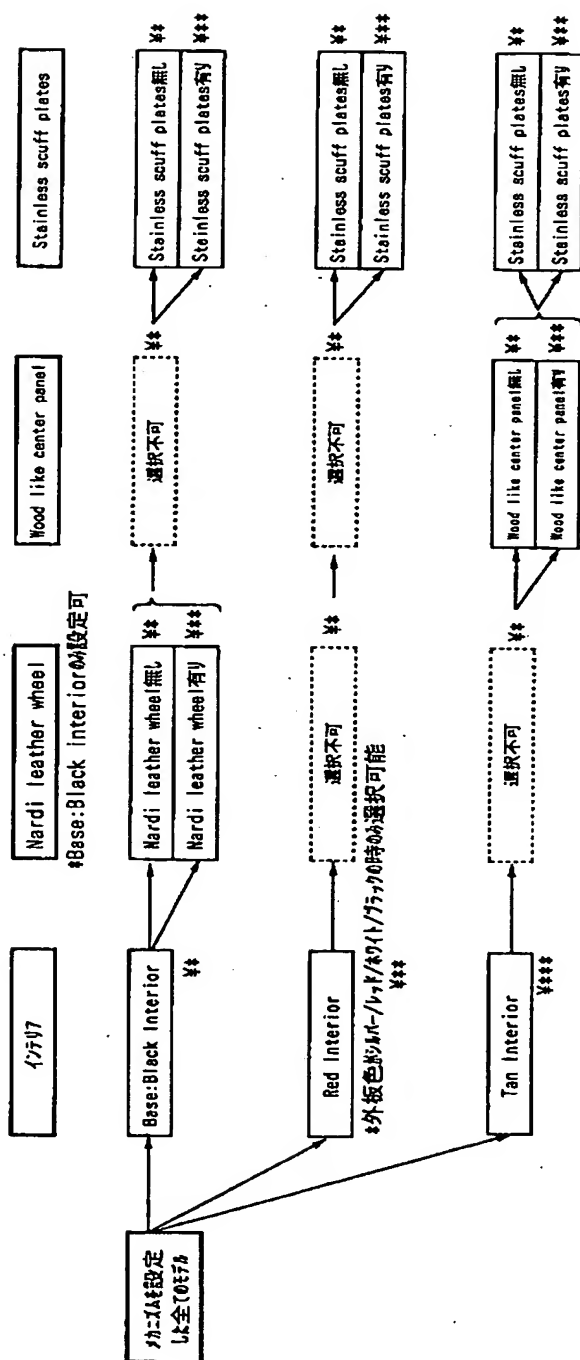 インテリア
Nardi leather wheel
Wood like center panel
Stainless scuff plates
*Base:Black interiorのみ設定可
メカニズムを設定
した全てのモデル
Base:Black Interior
¥**
Nardi leather wheel無し
¥**
Nardi leather wheel有り
¥***
選択不可
¥**
Stainless scuff plates無し
¥**
Stainless scuff plates有り
¥***
Red Interior
*外板色がシルバー/レッド/ホワイト/ブラックの時のみ選択可能
¥***
選択不可
¥**
選択不可
¥**
Stainless scuff plates無し
¥**
Stainless scuff plates有り
¥***
Tan Interior
¥***
選択不可
¥**
Wood like center panel無し
¥**
Wood like center panel有り
¥***
Stainless scuff plates無し
¥**
Stainless scuff plates有り
¥***